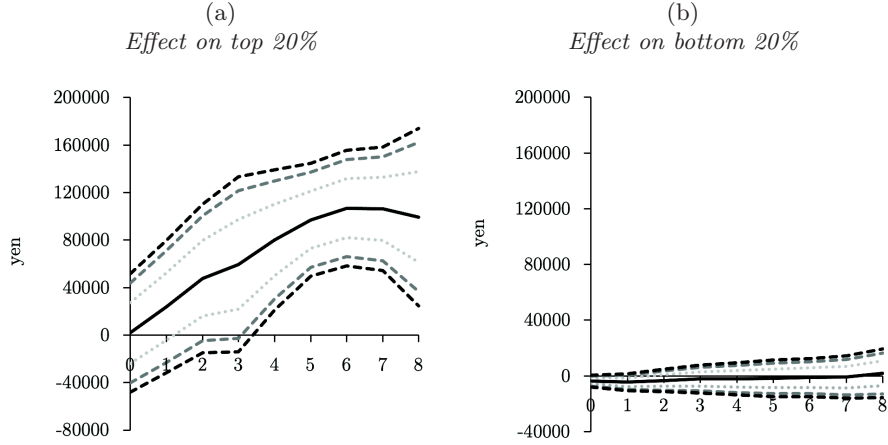 (a)
Effect on top 20%
200000
160000
120000
80000
40000
0
-40000
-80000
yen
0 1 2 3 4 5 6 7 8
(b)
Effect on bottom 20%
200000
160000
120000
80000
40000
0
-40000
yen
0 1 2 3 4 5 6 7 8